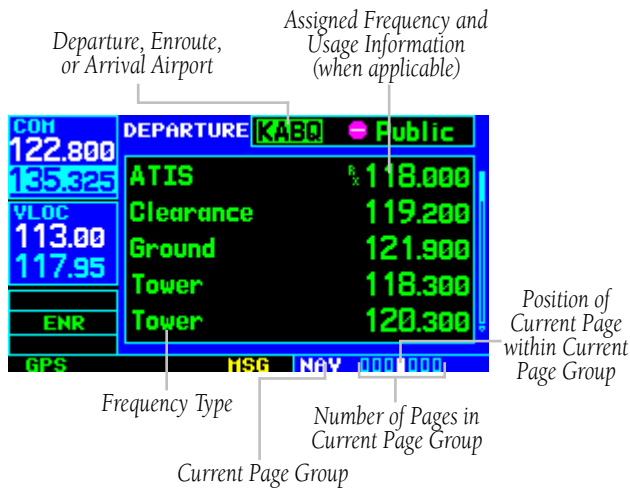 Departure, Enroute,
or Arrival Airport
Assigned Frequency and
Usage Information
(when applicable)
COM
122.800
135.325
VLOC
113.00
117.95
ENR
GPS
DEPARTURE KABQ Public
ATIS Rx 118.000
Clearance 119.200
Ground 121.900
Tower 118.300
Tower 120.300
MSG NAV
Position of
Current Page
within Current
Page Group
Frequency Type
Number of Pages in
Current Page Group
Current Page Group